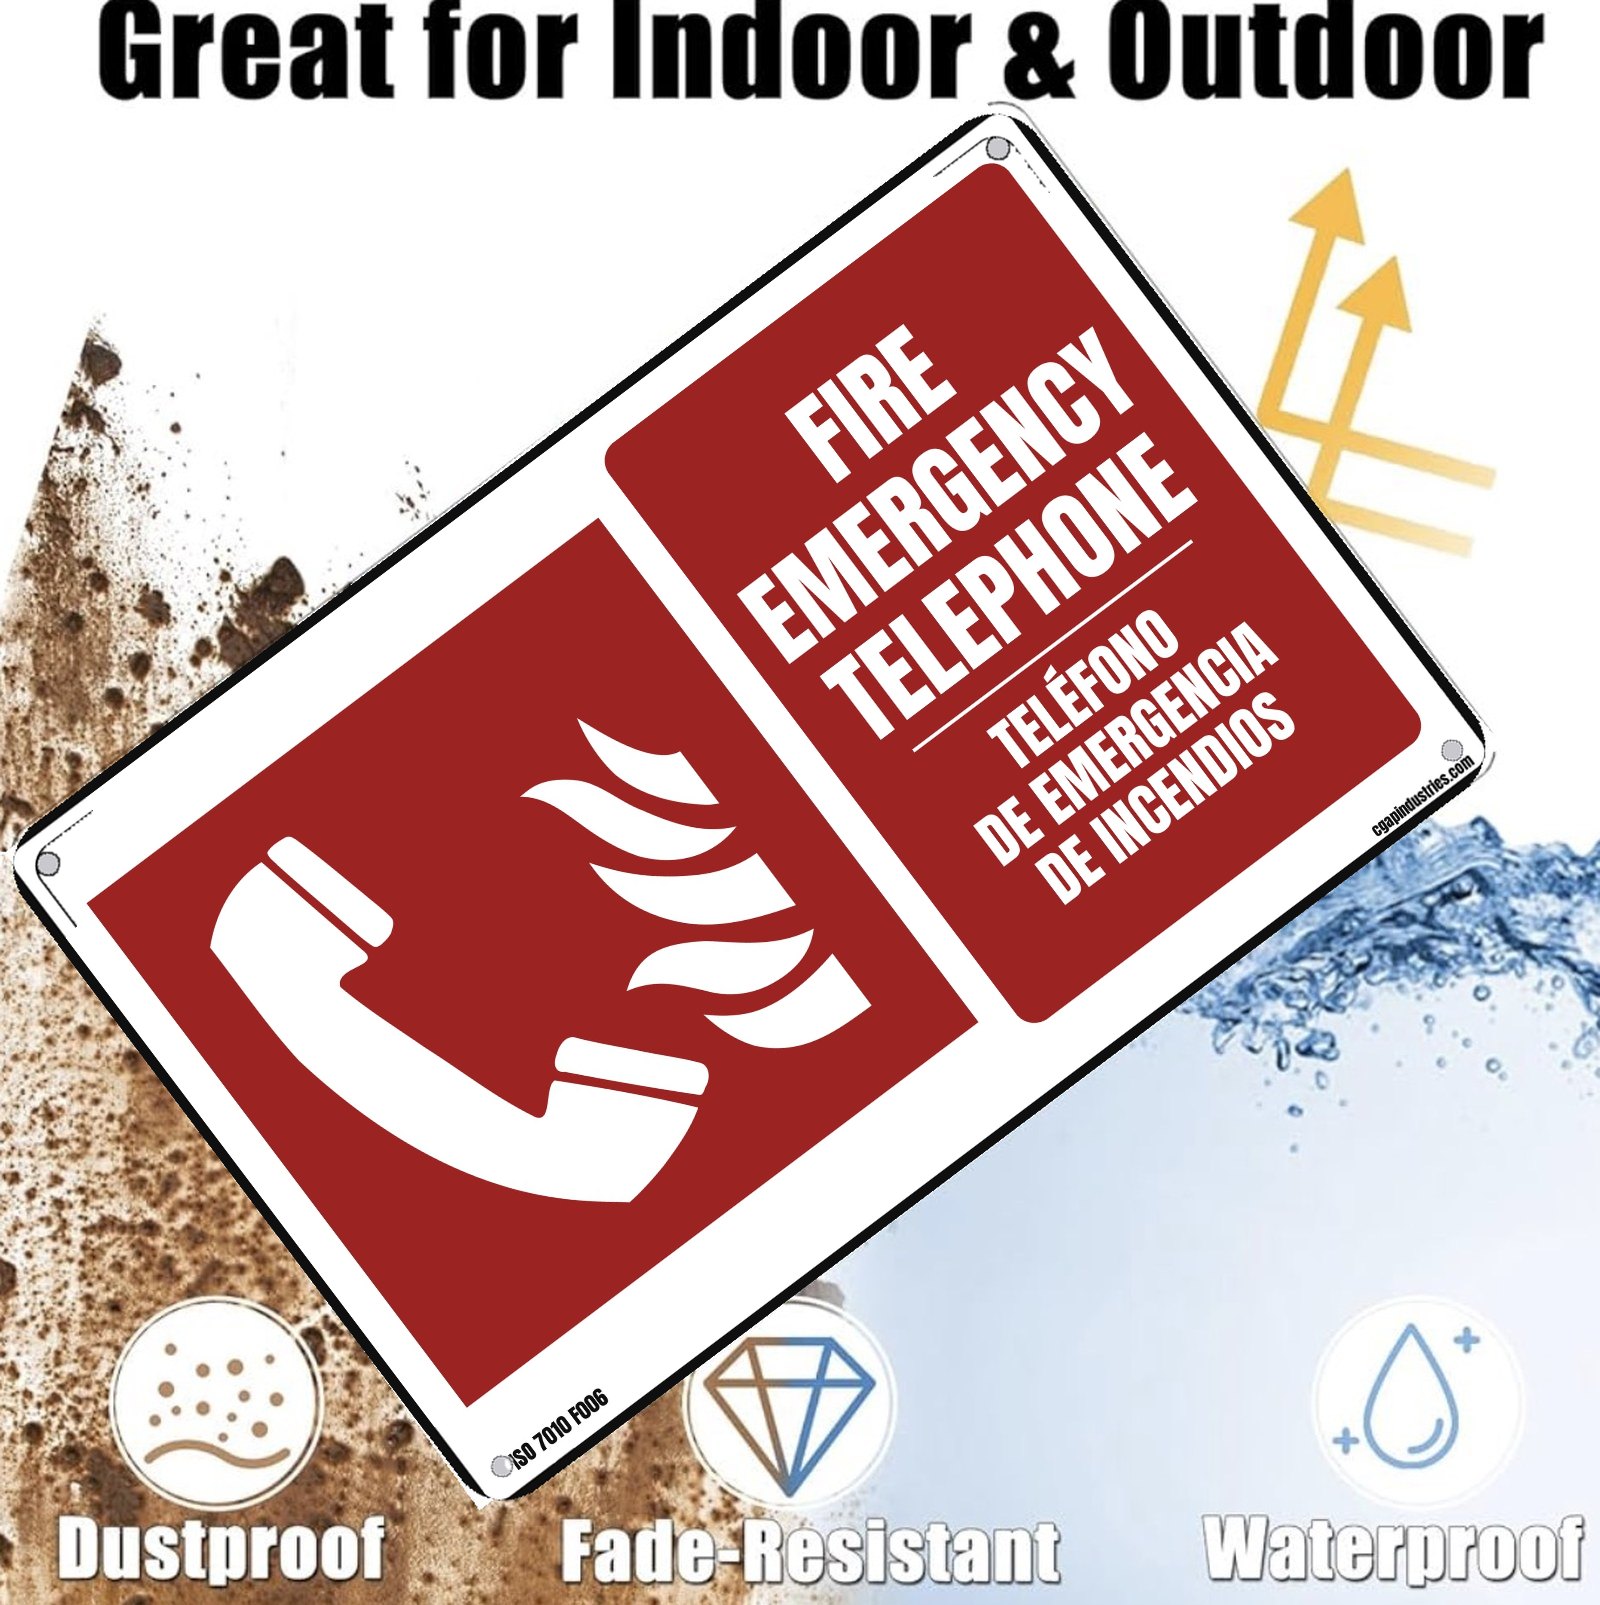 Great for Indoor & Outdoor
FIRE
EMERGENCY
TELEPHONE
TELÉFONO
DE EMERGENCIA
DE INCENDIOS
cgapindustries.com
ISO 7010 F006
Dustproof
Fade-Resistant
Waterproof